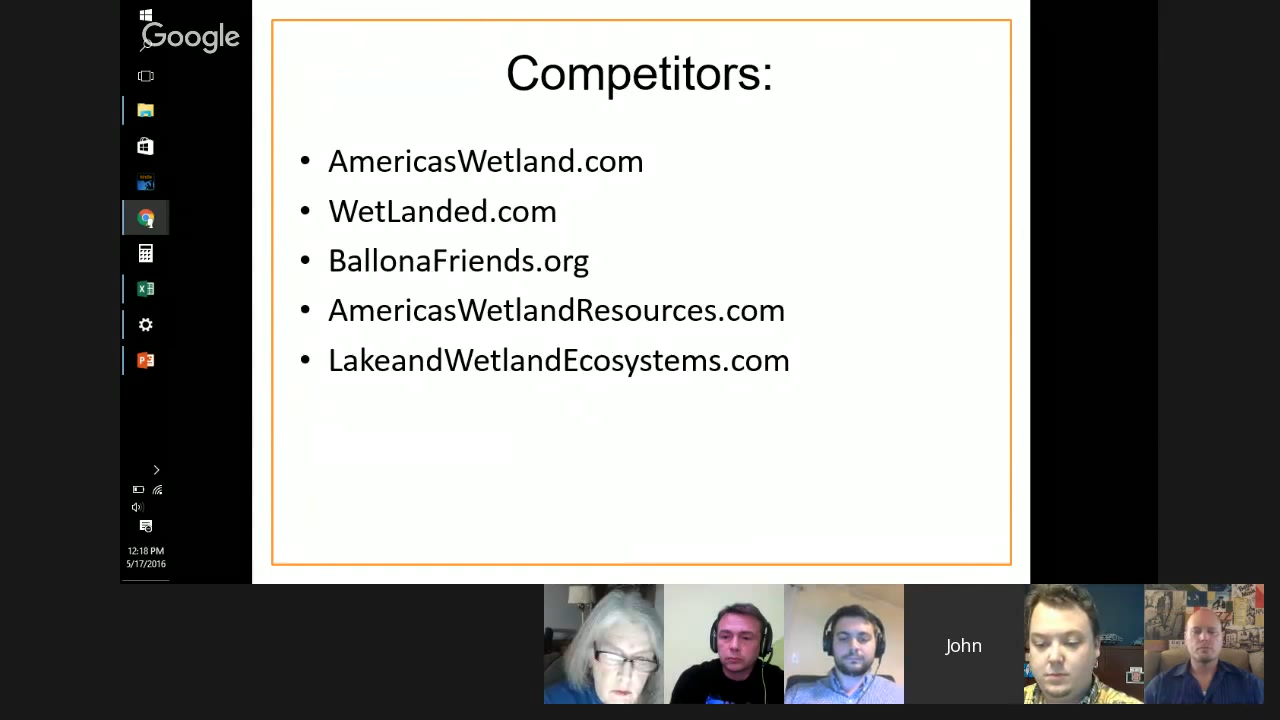 Google
Competitors:
• AmericasWetland.com
• WetLanded.com
• BallonaFriends.org
• AmericasWetlandResources.com
• LakeandWetlandEcosystems.com
12:18 PM
5/17/2016
John